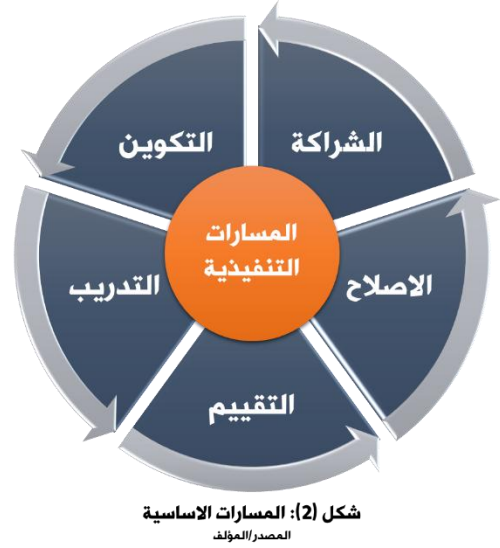 الشراكة
التكوين
التدريب
التقييم
الاصلاح
المسارات
التنفيذية
شكل (2): المسارات الاساسية
المصدر/المؤلف